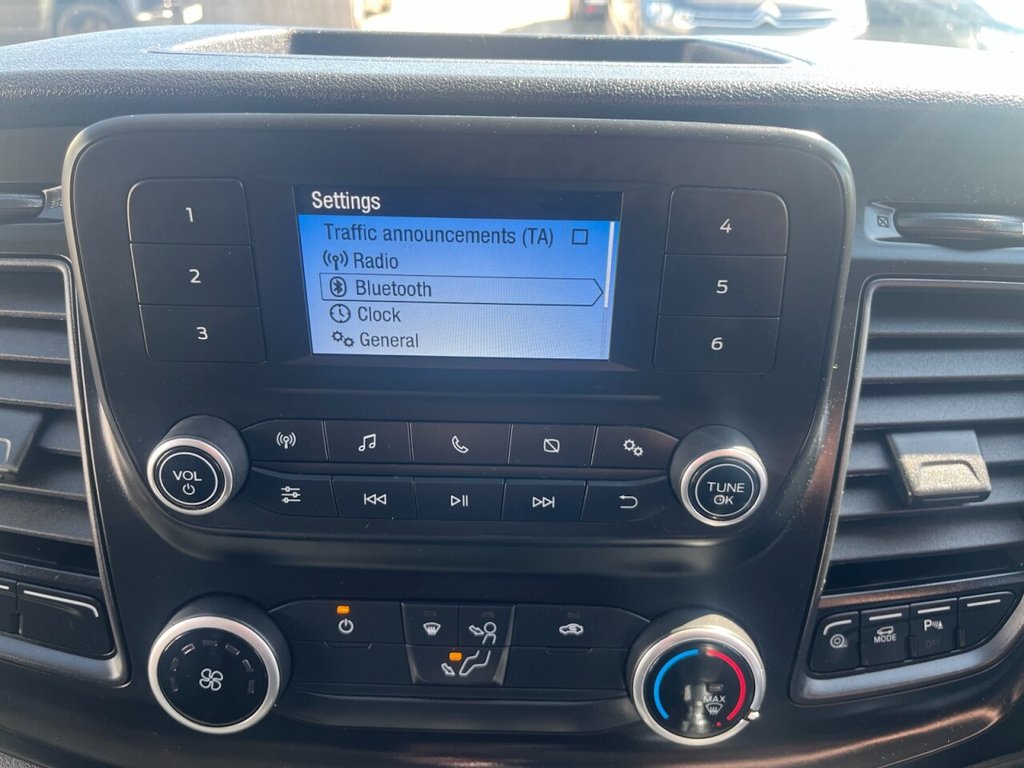 Settings
Traffic announcements (TA)
Radio
Bluetooth
Clock
General
1
2
3
4
5
6
VOL
TUNE
OK
MAX
MODE
P
OFF